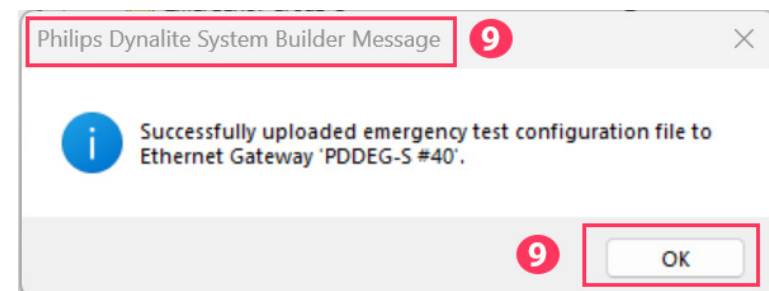 Philips Dynalite System Builder Message 9
Successfully uploaded emergency test configuration file to
Ethernet Gateway 'PDDEG-S #40'.
9 OK